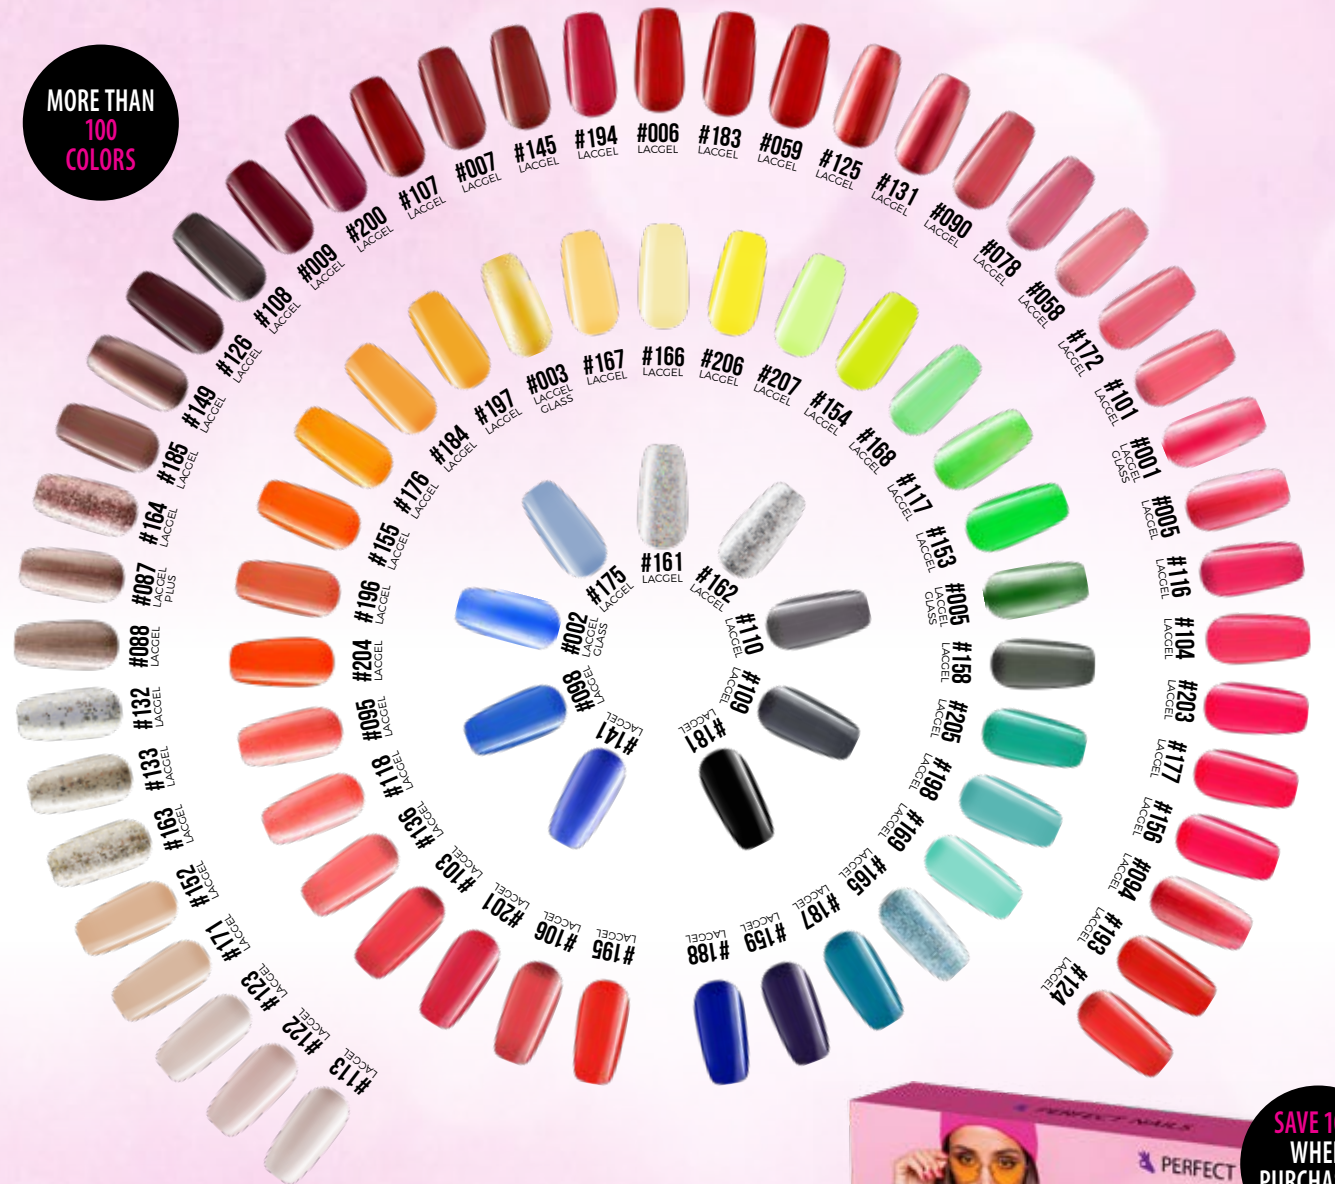 MORE THAN
100
COLORS
#113
LACGEL
#122
LACGEL
#123
LACGEL
#171
LACGEL
#152
LACGEL
#163
LACGEL
#133
LACGEL
#132
LACGEL
#088
LACGEL
#087
LACGEL
PLUS
#164
LACGEL
#185
LACGEL
#149
LACGEL
#126
LACGEL
#108
LACGEL
#009
LACGEL
#200
LACGEL
#107
LACGEL
#007
LACGEL
#145
LACGEL
#194
LACGEL
#006
LACGEL
#183
LACGEL
#059
LACGEL
#125
LACGEL
#131
LACGEL
#090
LACGEL
#078
LACGEL
#058
LACGEL
#172
LACGEL
#101
LACGEL
#001
LACGEL
GLASS
#005
LACGEL
#116
LACGEL
#104
LACGEL
#203
LACGEL
#177
LACGEL
#156
LACGEL
#094
LACGEL
#193
LACGEL
#124
LACGEL
#195
LACGEL
#106
LACGEL
#201
LACGEL
#103
LACGEL
#136
LACGEL
#118
LACGEL
#095
LACGEL
#204
LACGEL
#196
LACGEL
#155
LACGEL
#176
LACGEL
#184
LACGEL
#197
LACGEL
#003
LACGEL
GLASS
#167
LACGEL
#166
LACGEL
#206
LACGEL
#207
LACGEL
#154
LACGEL
#168
LACGEL
#117
LACGEL
#153
LACGEL
#005
LACGEL
GLASS
#158
LACGEL
#205
LACGEL
#198
LACGEL
#169
LACGEL
#165
LACGEL
#187
LACGEL
#159
LACGEL
#188
LACGEL
#141
LACGEL
#098
LACGEL
#002
LACGEL
GLASS
#175
LACGEL
#161
LACGEL
#162
LACGEL
#110
LACGEL
#109
LACGEL
#181
LACGEL
PERFECT NAILS
PERFECT
SAVE